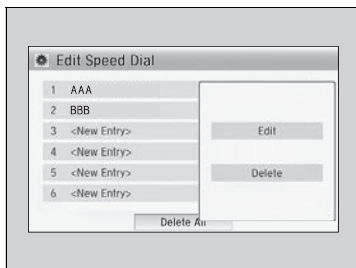 Edit Speed Dial
1 AAA
2 BBB
3 <New Entry>
4 <New Entry>
5 <New Entry>
6 <New Entry>
Edit
Delete
Delete All